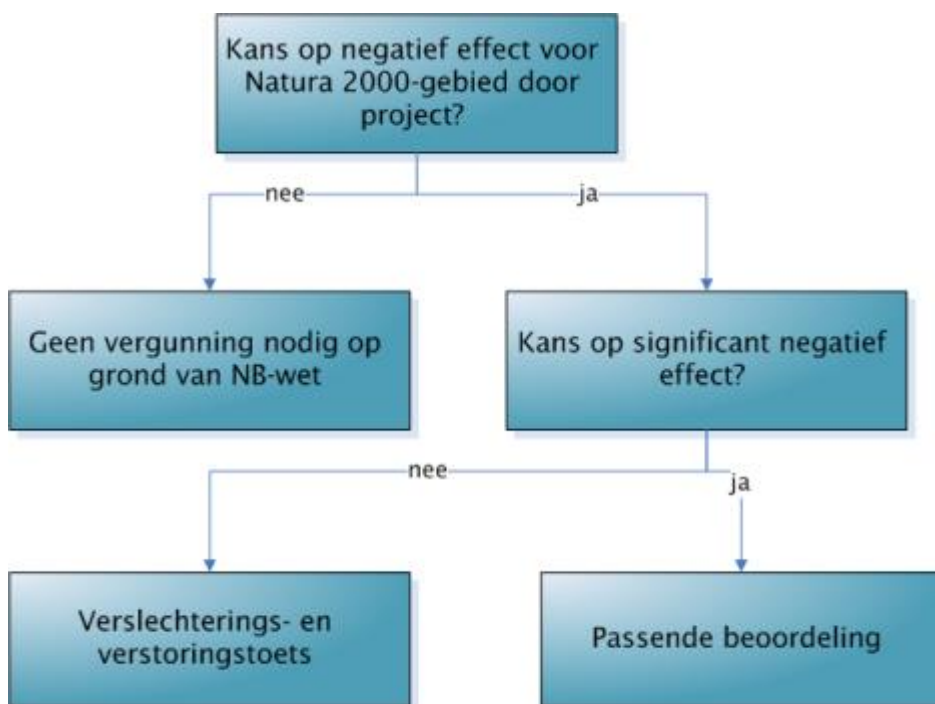 Kans op negatief effect voor
Natura 2000-gebied door
project?
nee
ja
Geen vergunning nodig op
grond van NB-wet
Kans op significant negatief
effect?
nee
ja
Verslechterings- en
verstoringstoets
Passende beoordeling